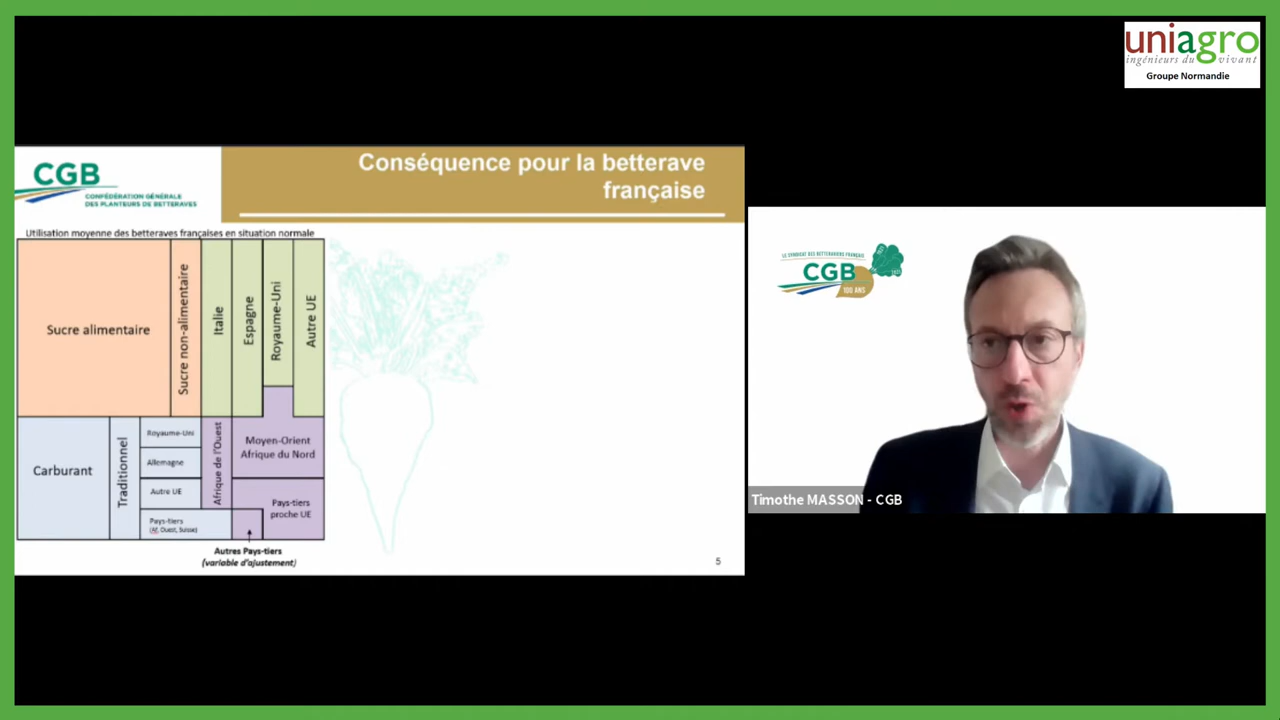 uniagro
ingénieurs du vivant
Groupe Normandie
CGB
CONFÉDÉRATION GÉNÉRALE
DES PLANTEURS DE BETTERAVES
Conséquence pour la betterave
française
Utilisation moyenne des betteraves françaises en situation normale
Sucre alimentaire
Sucre non-alimentaire
Italie
Espagne
Royaume-Uni
Autre UE
Carburant
Traditionnel
Royaume-Uni
Allemagne
Autre UE
Pays-tiers
(Af. Ouest, Suisse)
Afrique de l'Ouest
Moyen-Orient
Afrique du Nord
Pays-tiers
proche UE
Autres Pays-tiers
(variable d'ajustement)
5
LE SYNDICAT DES BETTERAVIERS FRANÇAIS
CGB
100 ANS
Timothe MASSON - CGB